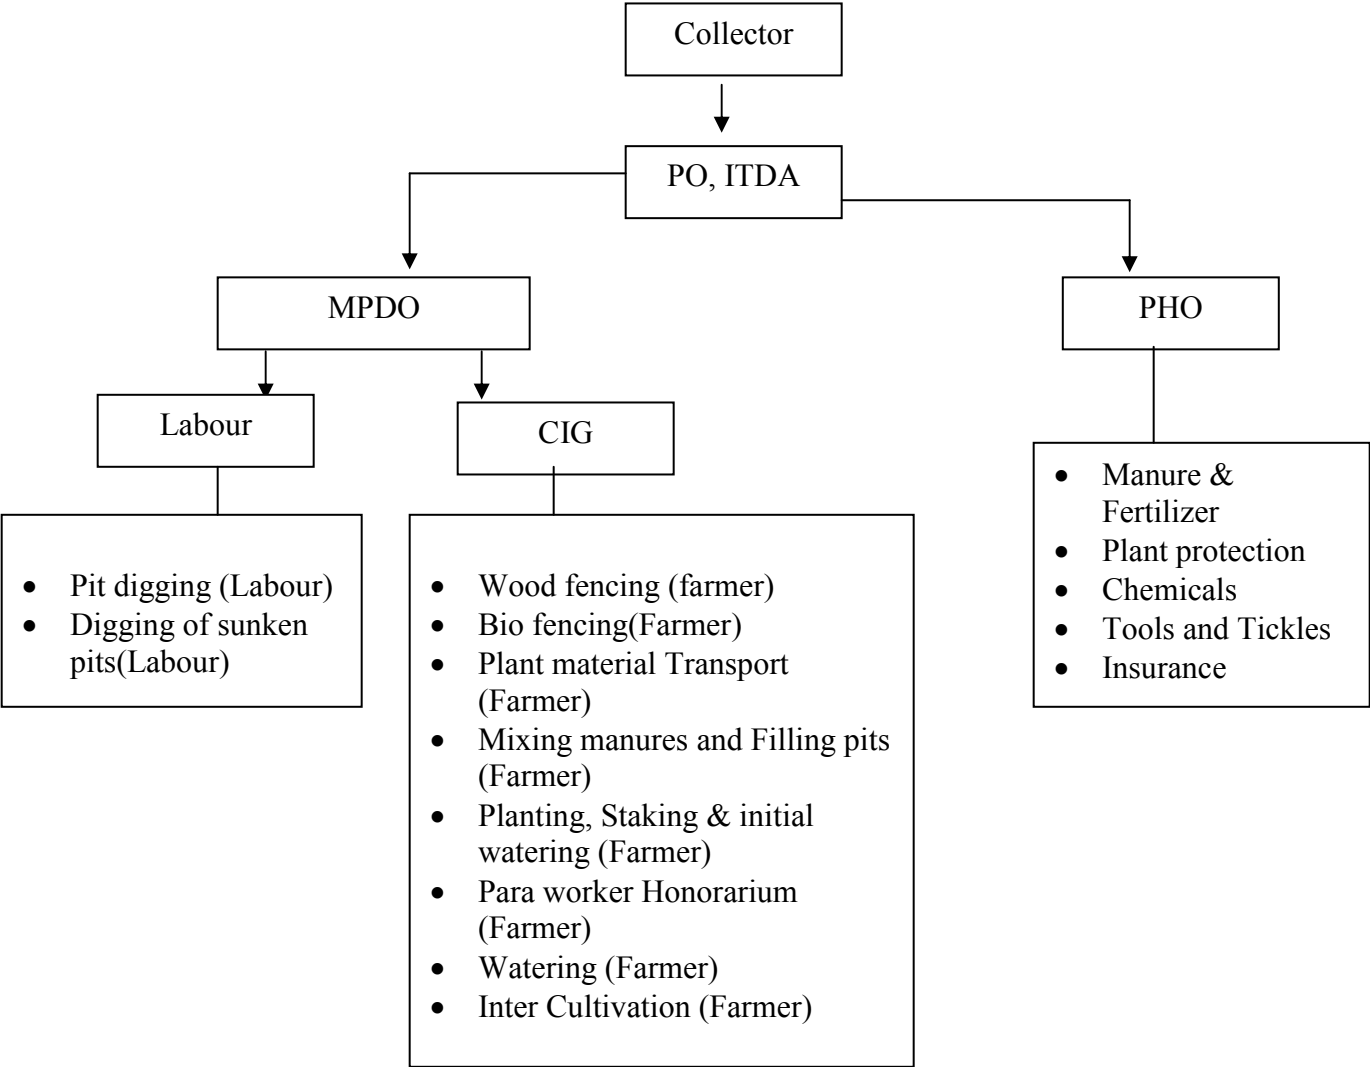 Collector
PO, ITDA
MPDO
PHO
Labour
CIG
• Pit digging (Labour)
• Digging of sunken
pits(Labour)
• Wood fencing (farmer)
• Bio fencing(Farmer)
• Plant material Transport
(Farmer)
• Mixing manures and Filling pits
(Farmer)
• Planting, Staking & initial
watering (Farmer)
• Para worker Honorarium
(Farmer)
• Watering (Farmer)
• Inter Cultivation (Farmer)
• Manure &
Fertilizer
• Plant protection
• Chemicals
• Tools and Tickles
• Insurance